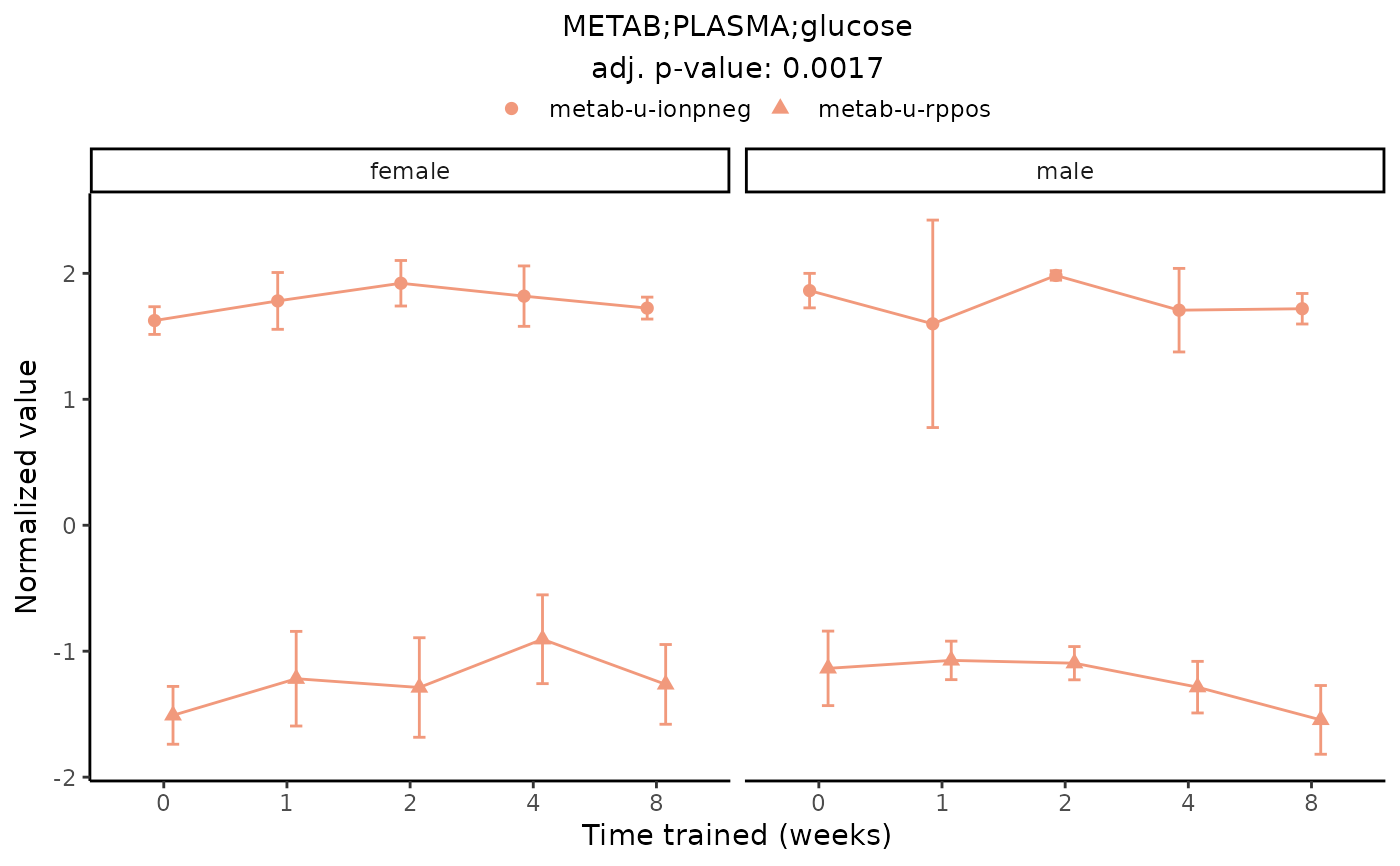 METAB;PLASMA;glucose
adj. p-value: 0.0017
metab-u-ionpneg metab-u-rppos
female male
Normalized value
2
1
0
-1
-2
0 1 2 4 8 0 1 2 4 8
Time trained (weeks)